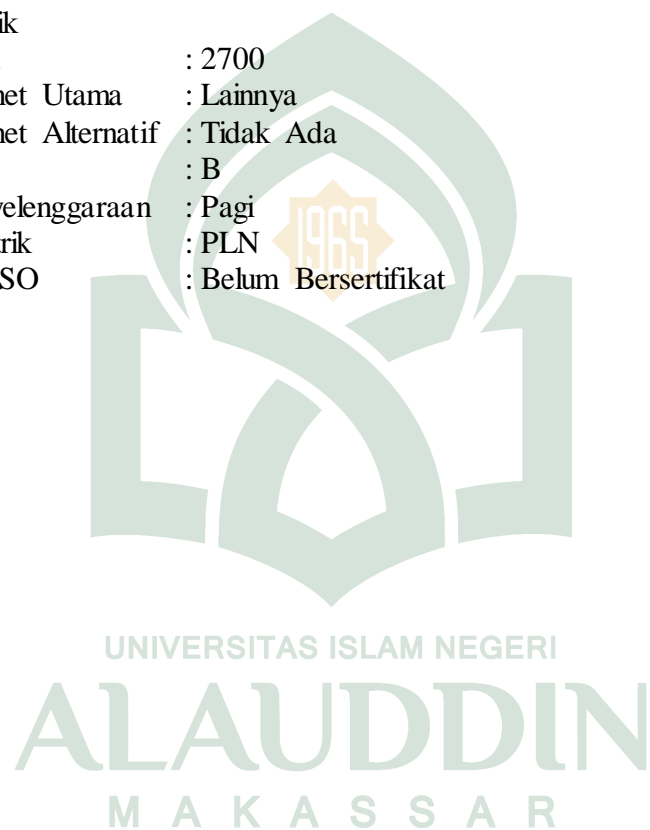 ik
: 2700
net Utama : Lainnya
net Alternatif : Tidak Ada
: B
velenggaraan : Pagi
trik : PLN
SO : Belum Bersertifikat
1965
UNIVERSITAS ISLAM NEGERI
ALAUDDIN
MAKASSAR